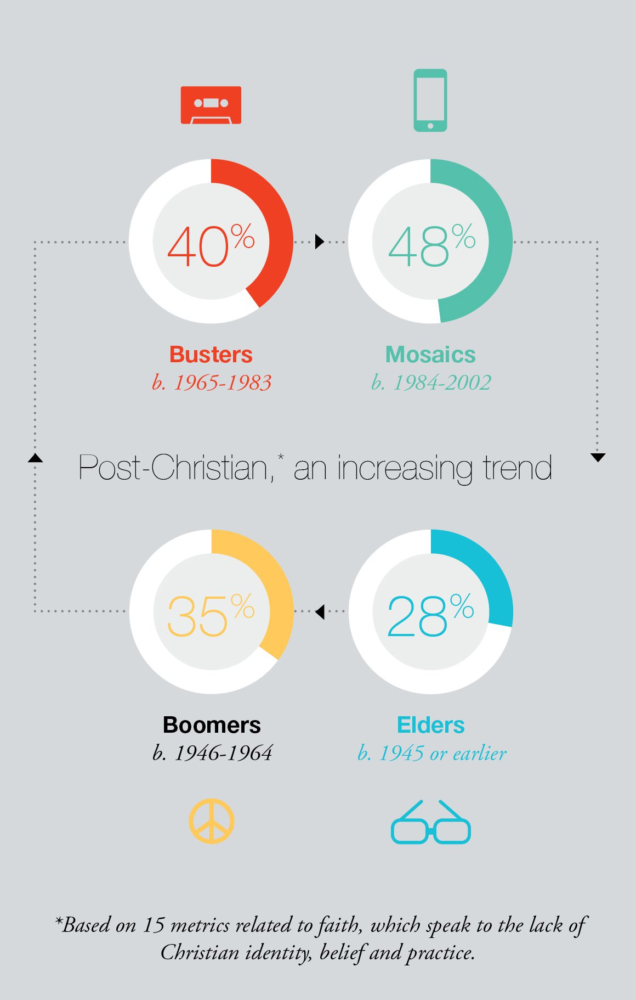 40%
48%
Busters
b. 1965-1983
Mosaics
b. 1984-2002
Post-Christian,* an increasing trend
35%
28%
Boomers
b. 1946-1964
Elders
b. 1945 or earlier
*Based on 15 metrics related to faith, which speak to the lack of
Christian identity, belief and practice.